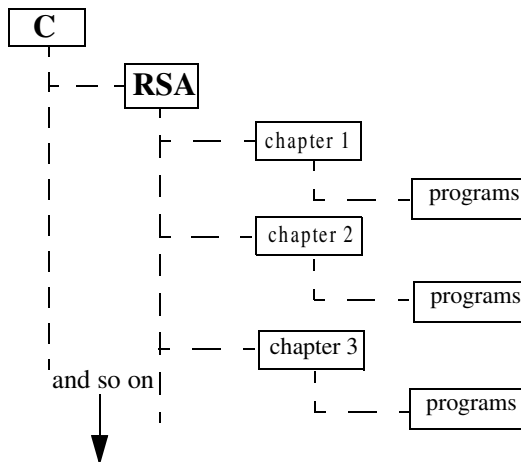 C
RSA
chapter 1
programs
chapter 2
programs
chapter 3
and so on
programs